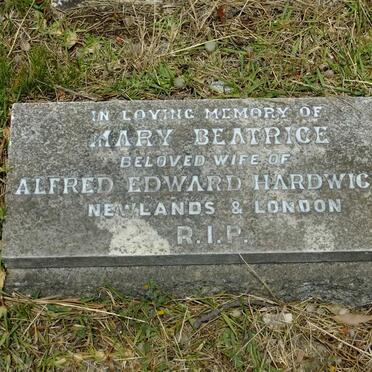 IN LOVING MEMORY OF
MARY BEATRICE
BELOVED WIFE OF
ALFRED EDWARD HARDWIC
NEWLANDS & LONDON
R.I.P.